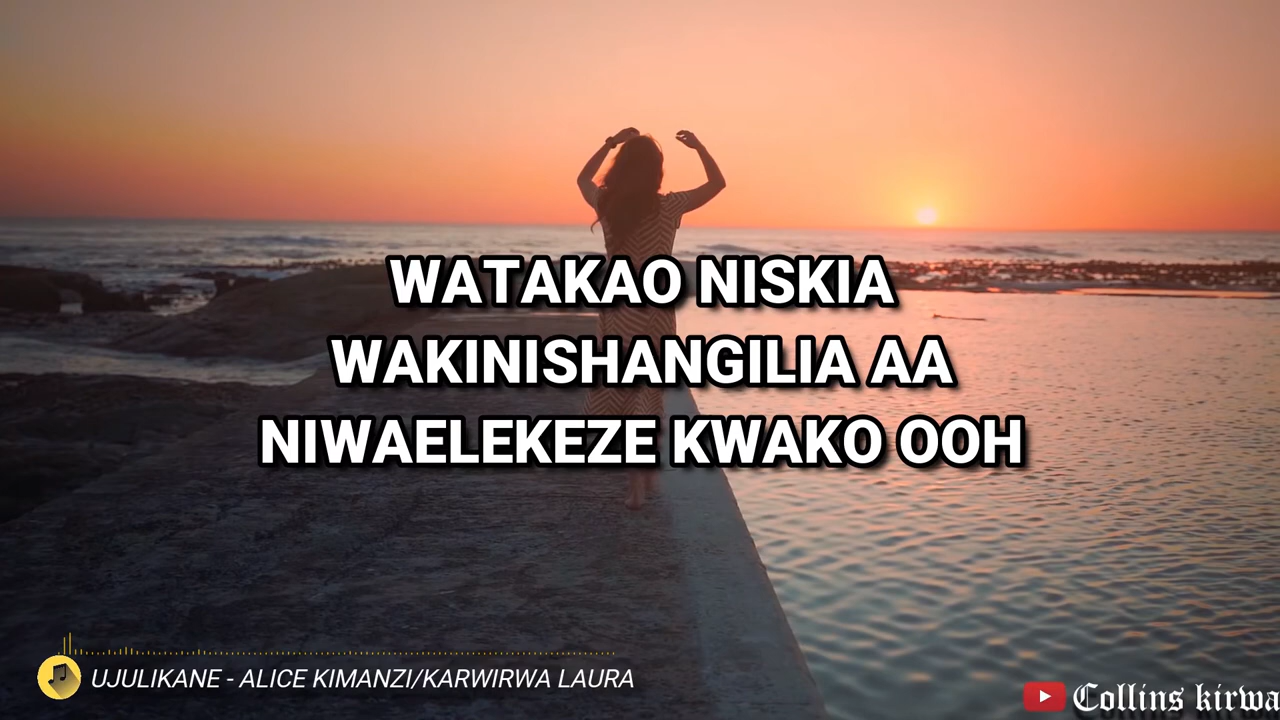 WATAKAO NISKIA
WAKINISHANGILIA AA
NIWAELEKEZE KWAKO OOH
UJULIKANE - ALICE KIMANZI/KARWIRWA LAURA
Collins kirwa